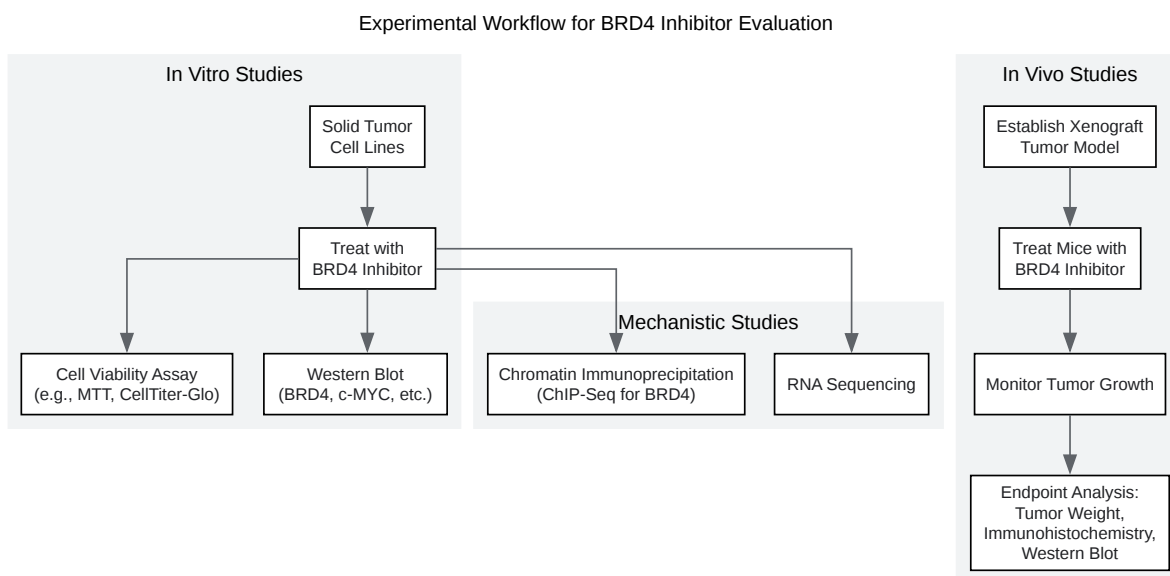 Experimental Workflow for BRD4 Inhibitor Evaluation
In Vitro Studies
Solid Tumor
Cell Lines
Treat with
BRD4 Inhibitor
Cell Viability Assay
(e.g., MTT, CellTiter-Glo)
Western Blot
(BRD4, c-MYC, etc.)
Mechanistic Studies
Chromatin Immunoprecipitation
(ChIP-Seq for BRD4)
RNA Sequencing
In Vivo Studies
Establish Xenograft
Tumor Model
Treat Mice with
BRD4 Inhibitor
Monitor Tumor Growth
Endpoint Analysis:
Tumor Weight,
Immunohistochemistry,
Western Blot